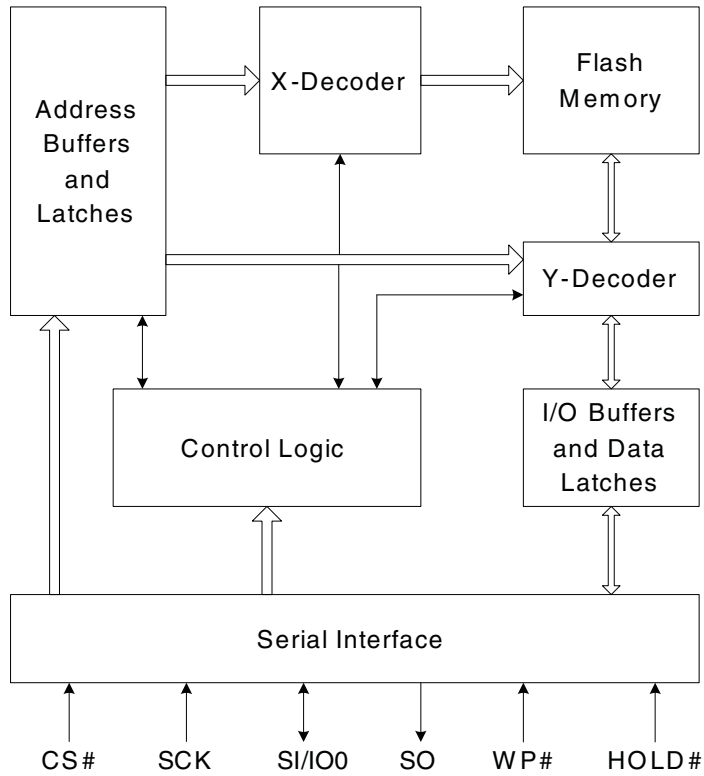 Address
Buffers
and
Latches
X-Decoder
Flash
Memory
Y-Decoder
Control Logic
I/O Buffers
and Data
Latches
Serial Interface
CS#
SCK
SI/IO0
SO
WP#
HOLD#